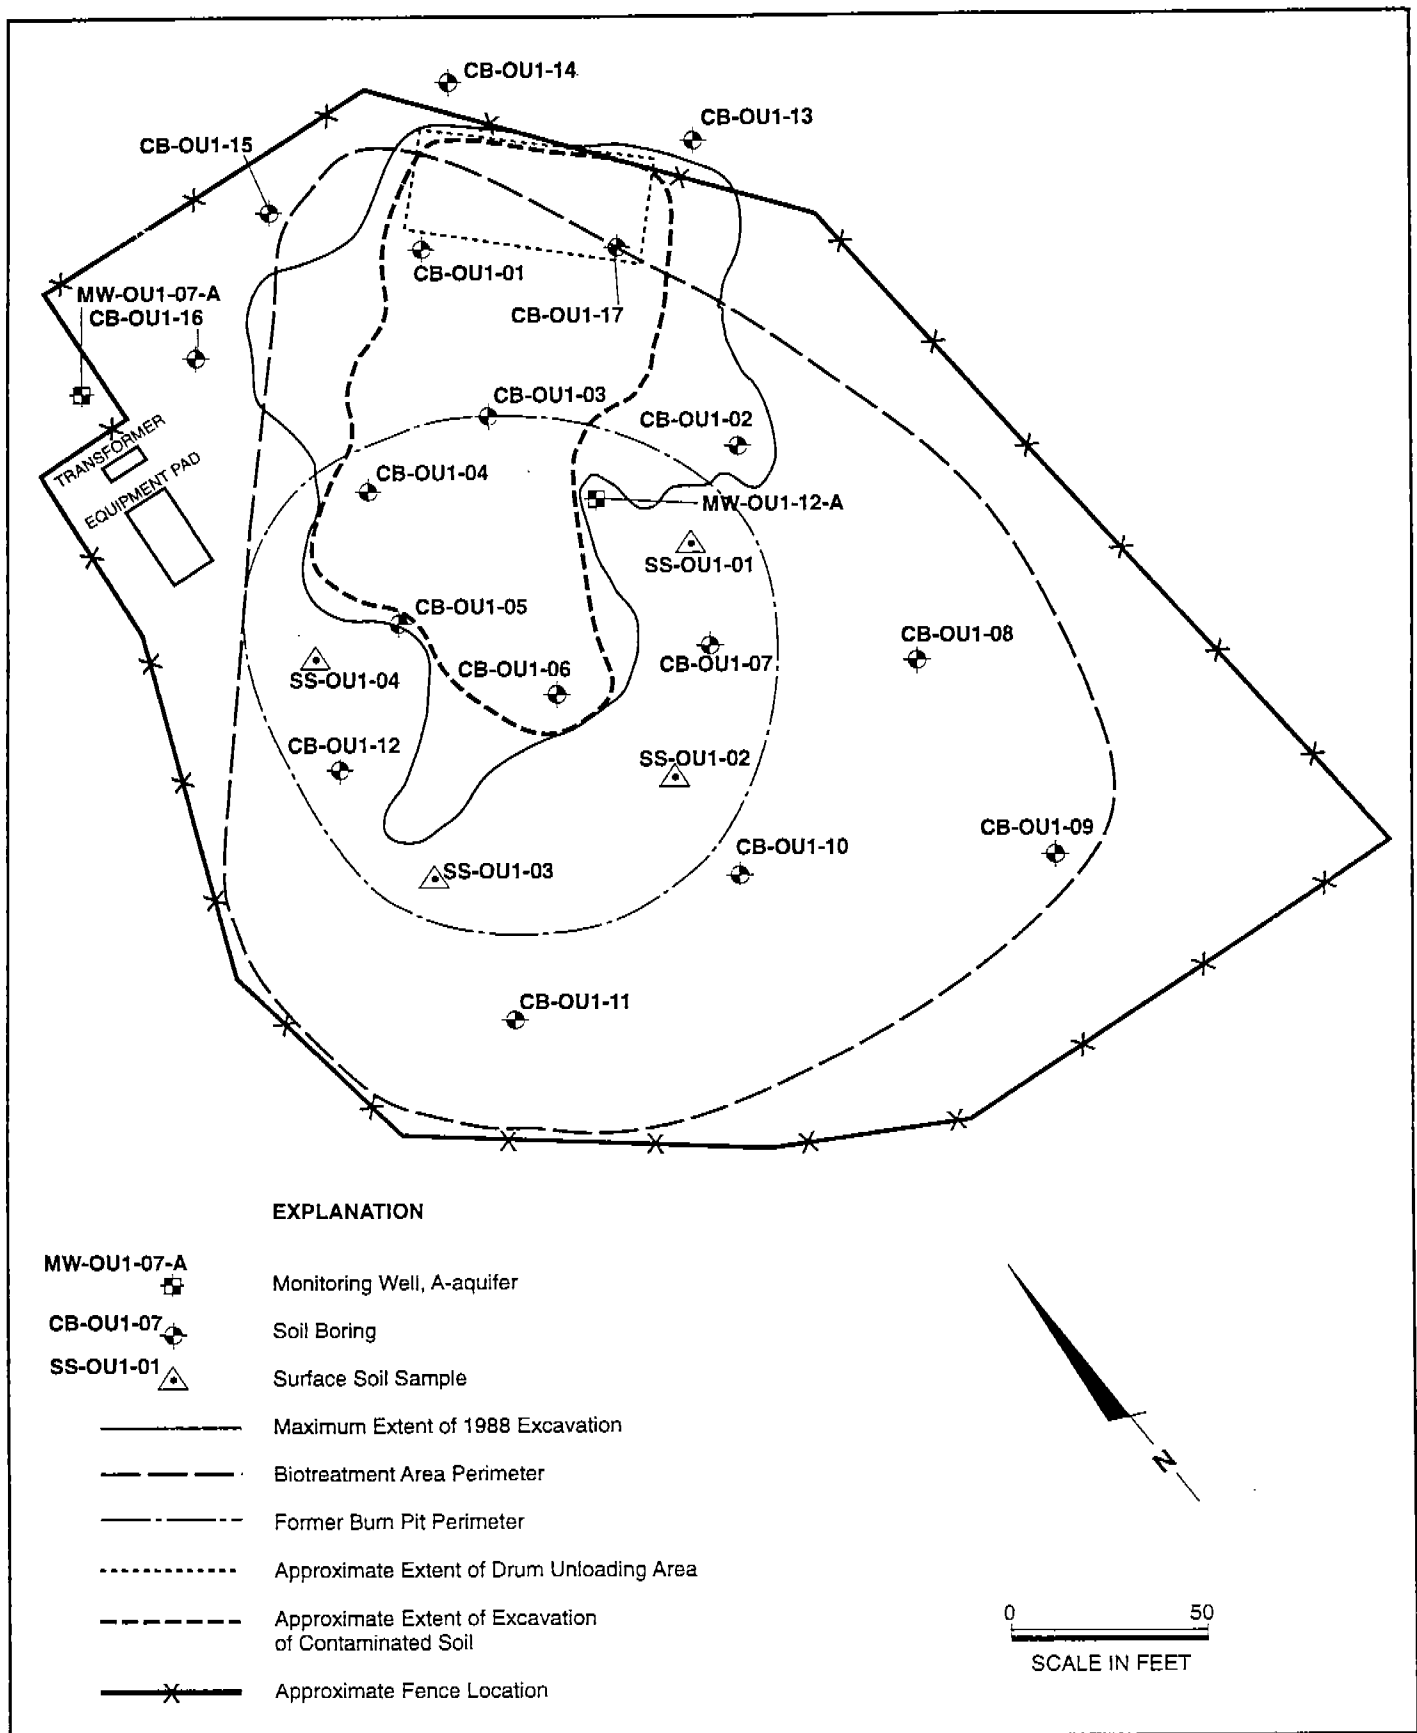 CB-OU1-14
CB-OU1-13
CB-OU1-15
CB-OU1-01
MW-OU1-07-A
CB-OU1-16
CB-OU1-17
CB-OU1-03
CB-OU1-02
TRANSFORMER
CB-OU1-04
EQUIPMENT PAD
MW-OU1-12-A
SS-OU1-01
CB-OU1-05
CB-OU1-08
CB-OU1-07
CB-OU1-06
SS-OU1-04
CB-OU1-12
SS-OU1-02
CB-OU1-09
CB-OU1-10
SS-OU1-03
CB-OU1-11
EXPLANATION
MW-OU1-07-A
Monitoring Well, A-aquifer
CB-OU1-07
Soil Boring
SS-OU1-01
Surface Soil Sample
Maximum Extent of 1988 Excavation
Biotreatment Area Perimeter
Former Burn Pit Perimeter
Approximate Extent of Drum Unloading Area
Approximate Extent of Excavation
of Contaminated Soil
Approximate Fence Location
N
0 50
SCALE IN FEET